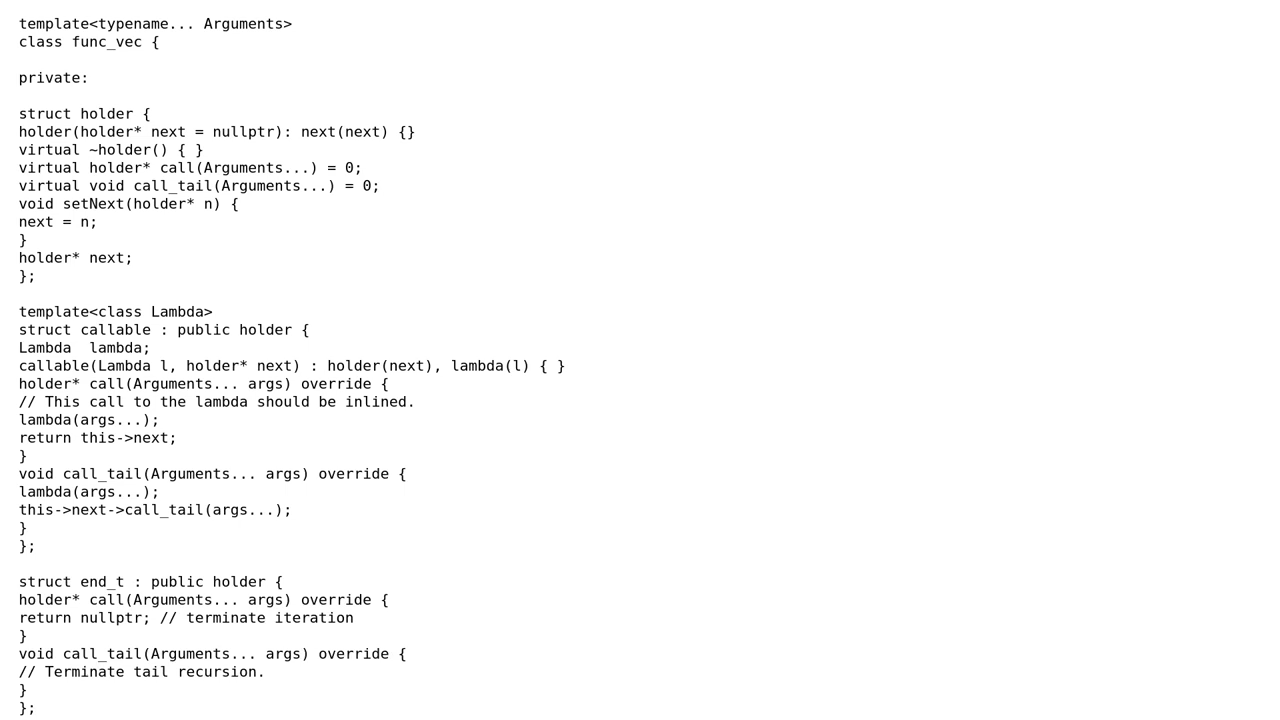 template<typename... Arguments>
class func_vec {
private:
struct holder {
holder(holder* next = nullptr): next(next) {}
virtual ~holder() { }
virtual holder* call(Arguments...) = 0;
virtual void call_tail(Arguments...) = 0;
void setNext(holder* n) {
next = n;
}
holder* next;
};
template<class Lambda>
struct callable : public holder {
Lambda  lambda;
callable(Lambda l, holder* next) : holder(next), lambda(l) { }
holder* call(Arguments... args) override {
// This call to the lambda should be inlined.
lambda(args...);
return this->next;
}
void call_tail(Arguments... args) override {
lambda(args...);
this->next->call_tail(args...);
}
};
struct end_t : public holder {
holder* call(Arguments... args) override {
return nullptr; // terminate iteration
}
void call_tail(Arguments... args) override {
// Terminate tail recursion.
}
};